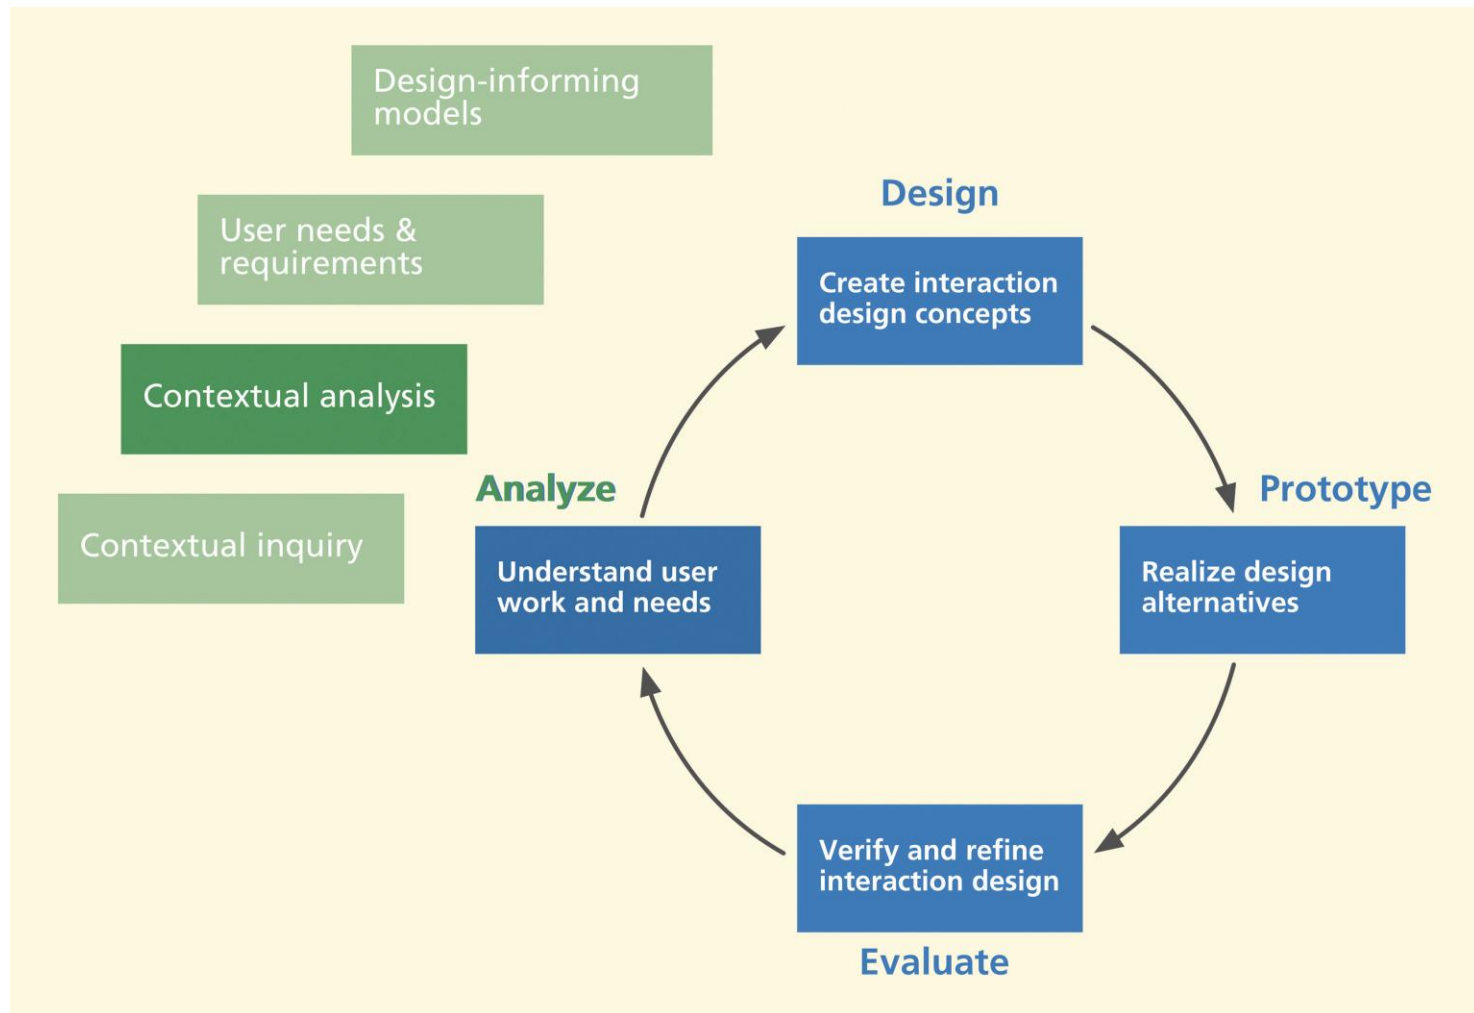 Design-informing
models
User needs &
requirements
Contextual analysis
Contextual inquiry
Design
Create interaction
design concepts
Analyze
Understand user
work and needs
Prototype
Realize design
alternatives
Verify and refine
interaction design
Evaluate